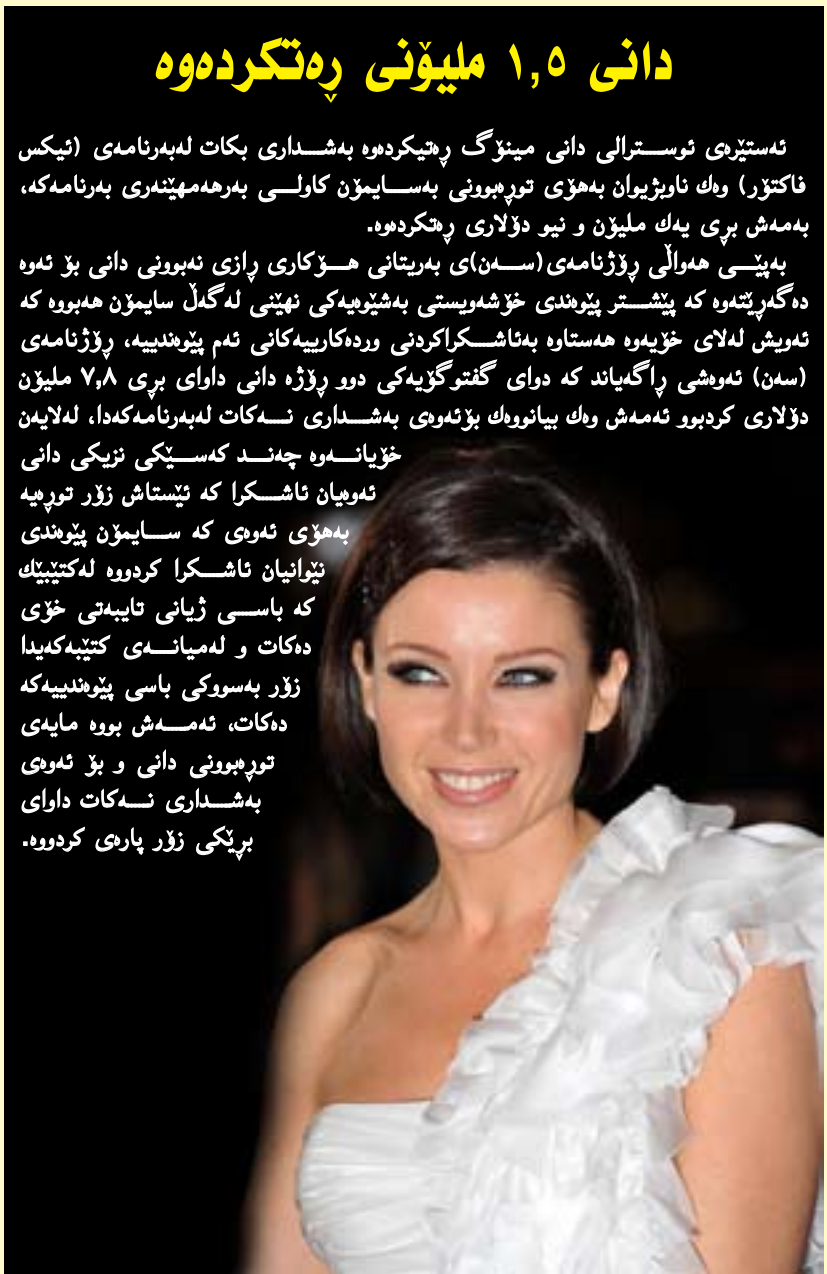 دانی ١,٥ ملیۆنی ڕەتکردەوە
ئەستێرەی ئوسترالی دانی مینۆگ ڕەتیکردەوە بەشداری بکات لەبەرنامەی (ئیکس
فاکتۆر) وەك ناوبژیوان بەهۆی توڕەبوونی بەسایمۆن کاولی بەرهەمهێنەری بەرنامەکە،
بەمەش بڕی یەك ملیۆن و نیو دۆلاری ڕەتکردەوە.
بەپێی هەواڵی ڕۆژنامەی(سەن)ی بەریتانی هۆکاری ڕازی نەبوونی دانی بۆ ئەوە
دەگەڕێتەوە کە پێشتر پێوەندی خۆشەویستی بەشێوەیەکی نهێنی لەگەڵ سایمۆن هەبووە کە
ئەویش لەلای خۆیەوە هەستاوە بەئاشکراکردنی وردەکارییەکانی ئەم پێوەندییە، ڕۆژنامەی
(سەن) ئەوەشی ڕاگەیاند کە دوای گفتوگۆیەکی دوو ڕۆژە دانی داوای بڕی ٧,٨ ملیۆن
دۆلاری کردبوو ئەمەش وەك بیانووەك بۆئەوەی بەشداری نەکات لەبەرنامەکەدا، لەلایەن
خۆیانەوە چەند کەسێکی نزیکی دانی
ئەوەیان ئاشکرا کە ئێستاش زۆر توڕەیە
بەهۆی ئەوەی کە سایمۆن پێوەندی
نێوانیان ئاشکرا کردووە لەکتێبێك
کە باسی ژیانی تایبەتی خۆی
دەکات و لەمیانەی کتێبەکەیدا
زۆر بەسووکی باسی پێوەندییەکە
دەکات، ئەمەش بووە مایەی
توڕەبوونی دانی و بۆ ئەوەی
بەشداری نەکات داوای
بڕێکی زۆر پارەی کردووە.